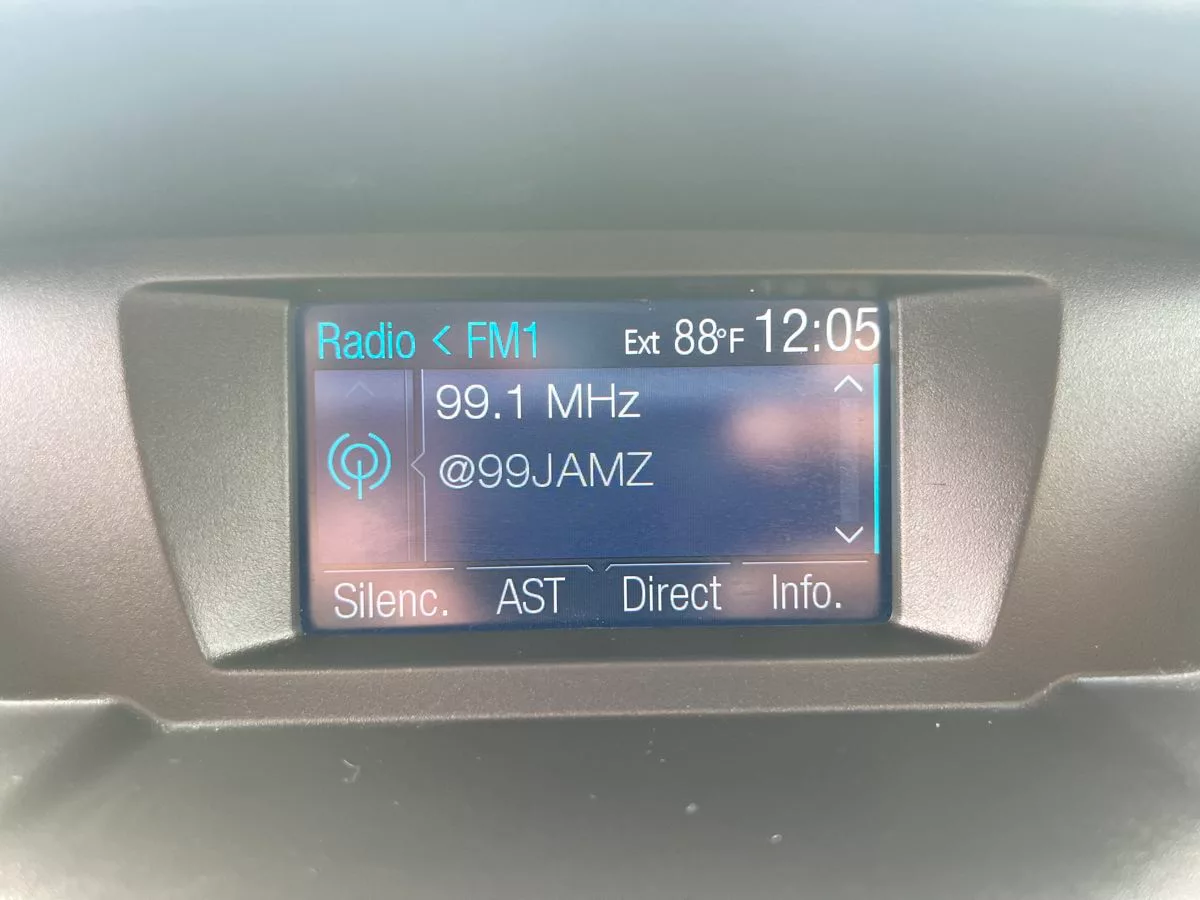 Radio < FM1 Ext 88°F 12:05
99.1 MHz
@99JAMZ
Silenc. AST Direct Info.